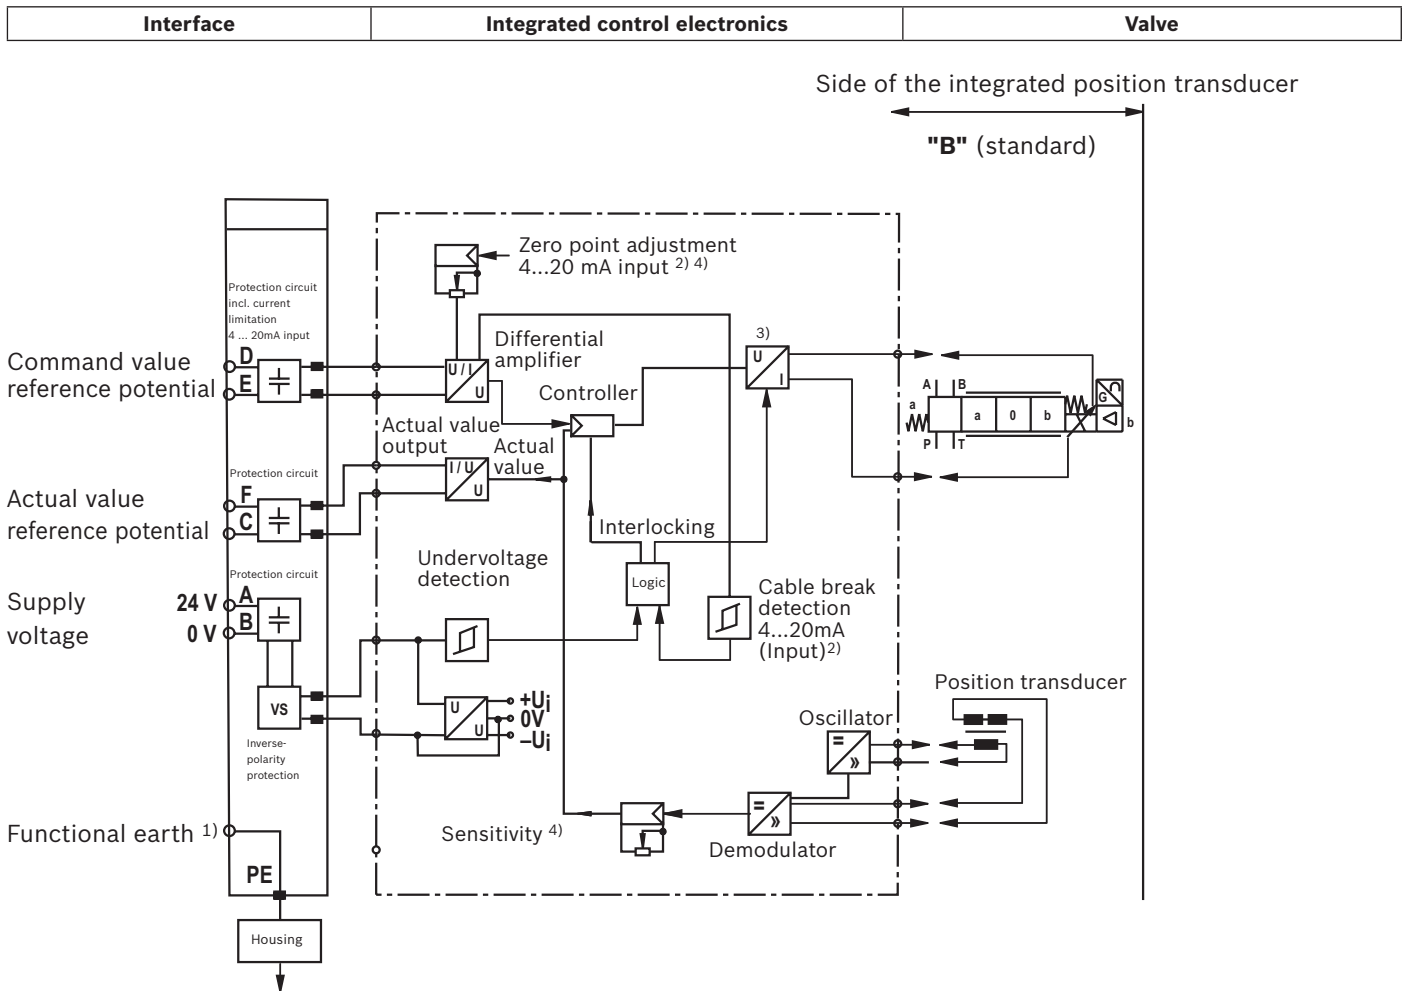 Interface
Integrated control electronics
Valve
Side of the integrated position transducer
"B" (standard)
Zero point adjustment
4...20 mA input 2) 4)
Protection circuit
incl. current
limitation
4 ... 20mA input
Differential
amplifier
3)
Command value
reference potential
D
E
U / I
U
U
I
Controller
A
B
a
a
0
b
G
b
P
T
Actual value
output
Actual
value
Protection circuit
I / U
U
Actual value
reference potential
F
C
Interlocking
Undervoltage
detection
Logic
Cable break
detection
4...20mA
(Input)2)
Protection circuit
Supply
voltage
24 V
0 V
A
B
VS
U
U
+Ui
0V
–Ui
Inverse-
polarity
protection
Position transducer
Oscillator
=
»
=
»
Sensitivity 4)
Demodulator
Functional earth 1)
PE
Housing